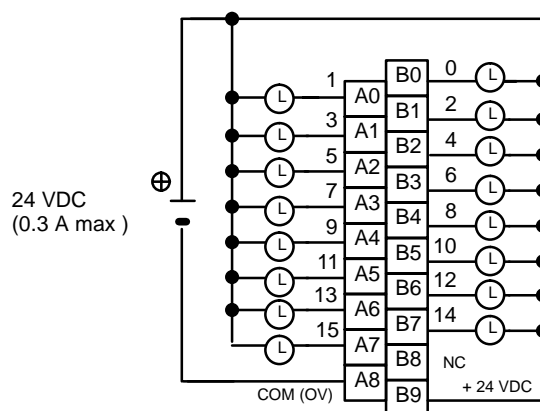 B0 0 L
1 L A0
B1 2 L
3 L A1
B2 4 L
5 L A2
B3 6 L
7 L A3
24 VDC
(0.3 A max )
B4 8 L
9 L A4
B5 10 L
11 L A5
B6 12 L
13 L A6
B7 14 L
15 L A7
B8 NC
COM (OV) A8
B9 + 24 VDC